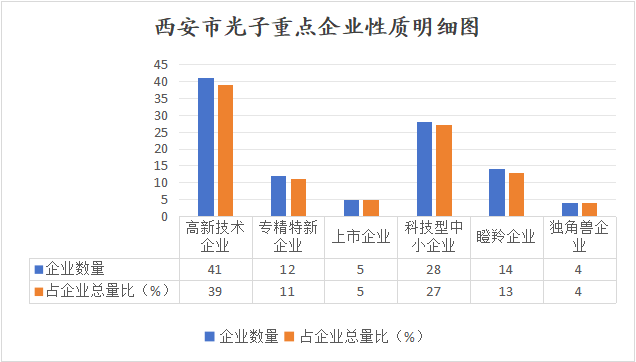 西安市光子重点企业性质明细图
45
40
35
30
25
20
15
10
5
0
高新技术
企业
专精特新
企业
上市企业
科技型中
小企业
瞪羚企业
独角兽企
业
企业数量 41 12 5 28 14 4
占企业总量比（%） 39 11 5 27 13 4
企业数量 占企业总量比（%）